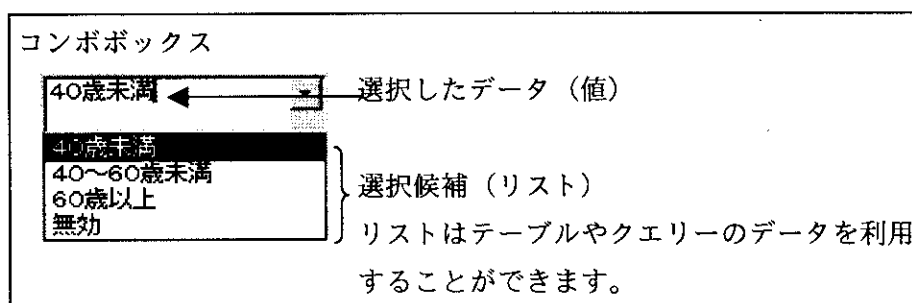 コンボボックス
40歳未満
選択したデータ（値）
40歳未満
40～60歳未満
60歳以上
無効
選択候補（リスト）
リストはテーブルやクエリーのデータを利用
することができます。